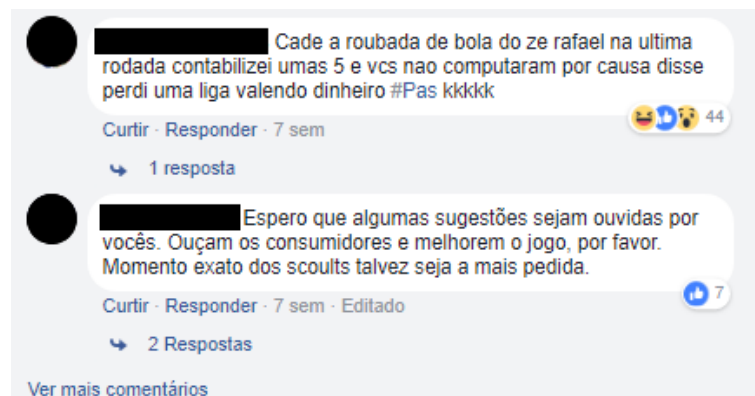 Cade a roubada de bola do ze rafael na ultima
rodada contabilizei umas 5 e vcs nao computaram por causa disse
perdi uma liga valendo dinheiro #Pas kkkkk
44
Curtir · Responder · 7 sem
1 resposta
Espero que algumas sugestões sejam ouvidas por
vocês. Ouçam os consumidores e melhorem o jogo, por favor.
Momento exato dos scoults talvez seja a mais pedida.
7
Curtir · Responder · 7 sem · Editado
2 Respostas
Ver mais comentários